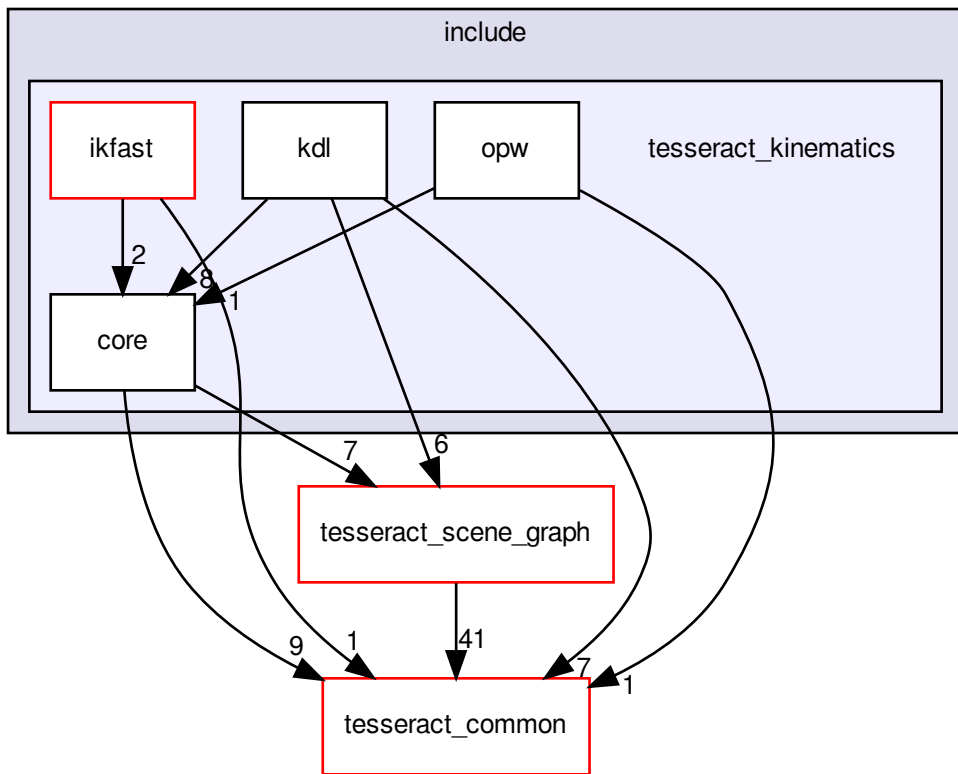 include
ikfast
kdl
opw
tesseract_kinematics
2
8
1
core
7
6
tesseract_scene_graph
9
1
41
7
1
tesseract_common